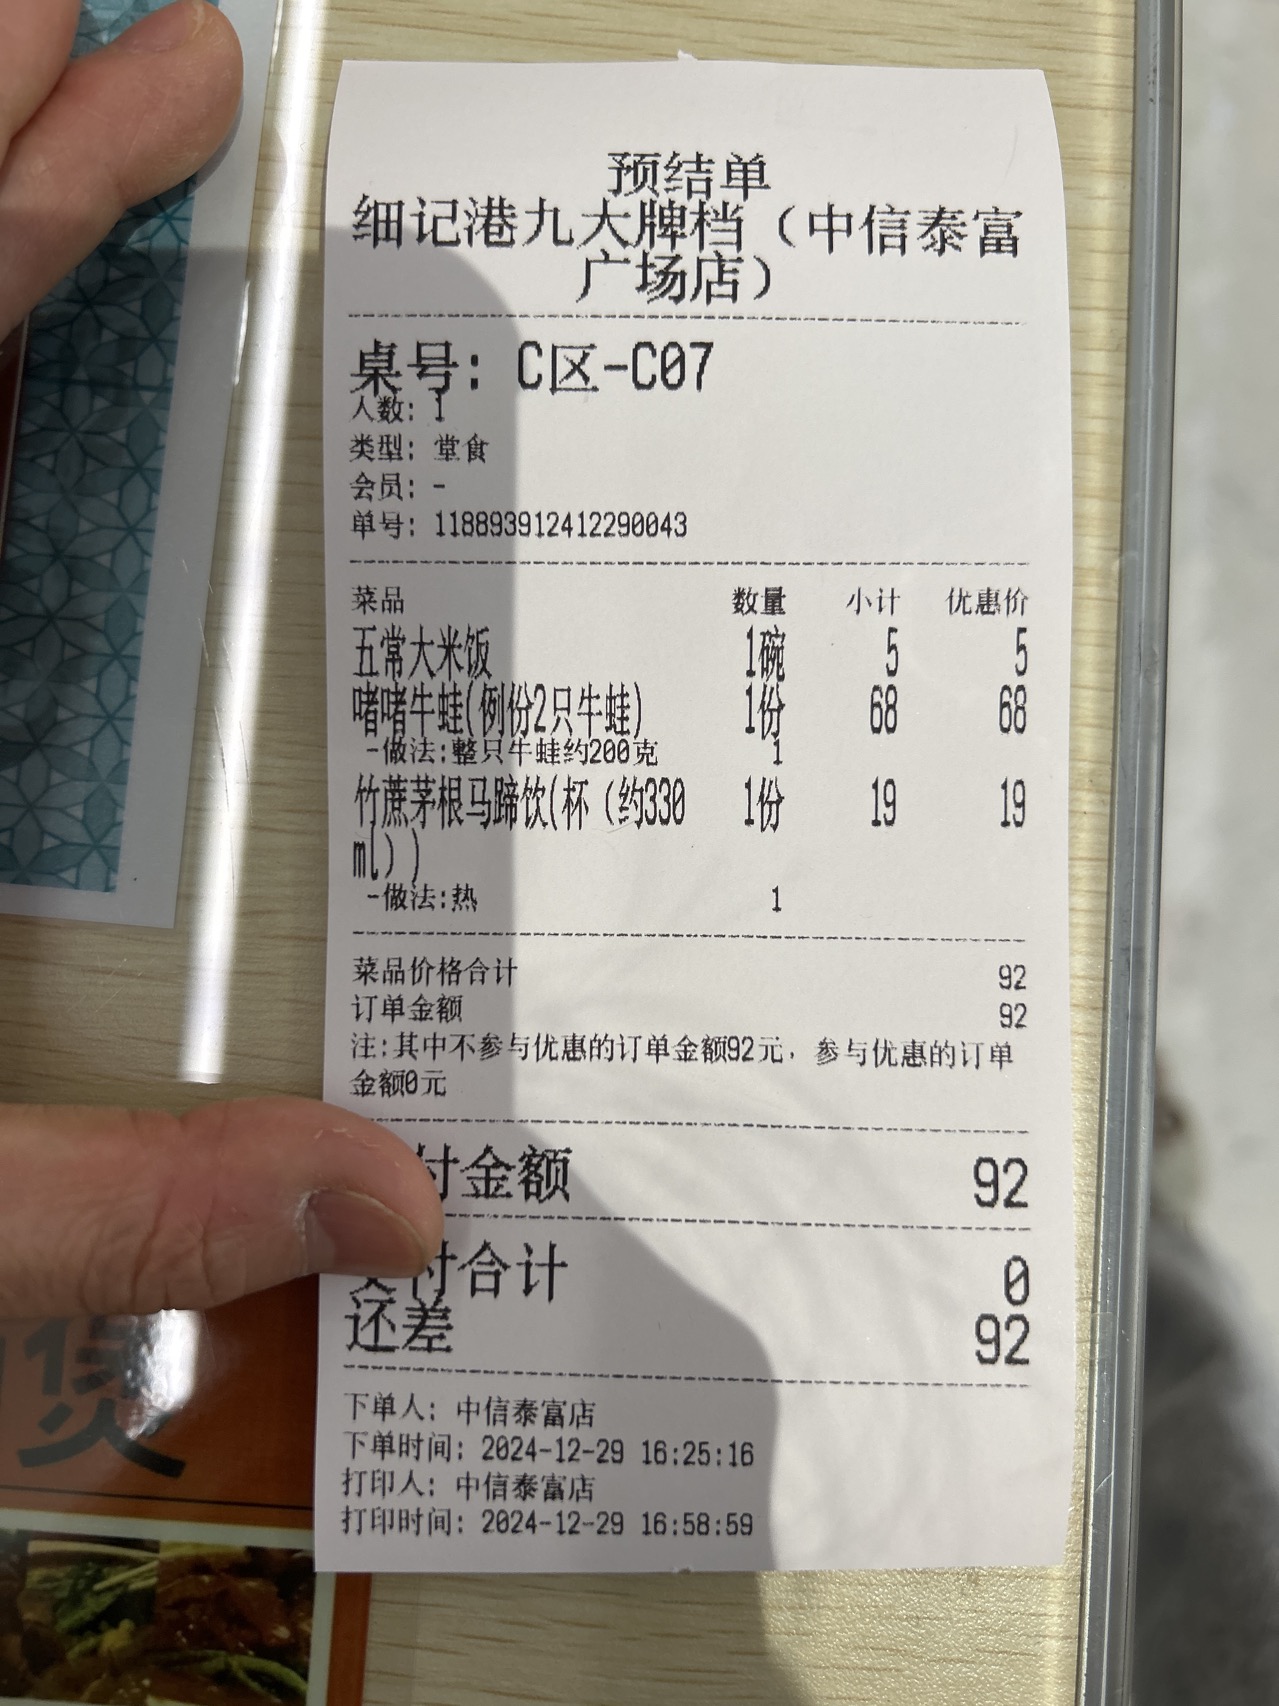 预结单
细记港九大牌档（中信泰富
广场店）
桌号: C区-C07
人数: 1
类型: 堂食
会员: -
单号: 118893912412290043
菜品 数量 小计 优惠价
五常大米饭 1碗 5 5
啫啫牛蛙(例份2只牛蛙) 1份 68 68
-做法:整只牛蛙约200克 1
竹蔗茅根马蹄饮(杯（约330 1份 19 19
ml）)
-做法:热 1
菜品价格合计 92
订单金额 92
注:其中不参与优惠的订单金额92元，参与优惠的订单
金额0元
付金额 92
付合计 0
还差 92
下单人: 中信泰富店
下单时间: 2024-12-29 16:25:16
打印人: 中信泰富店
打印时间: 2024-12-29 16:58:59
煲